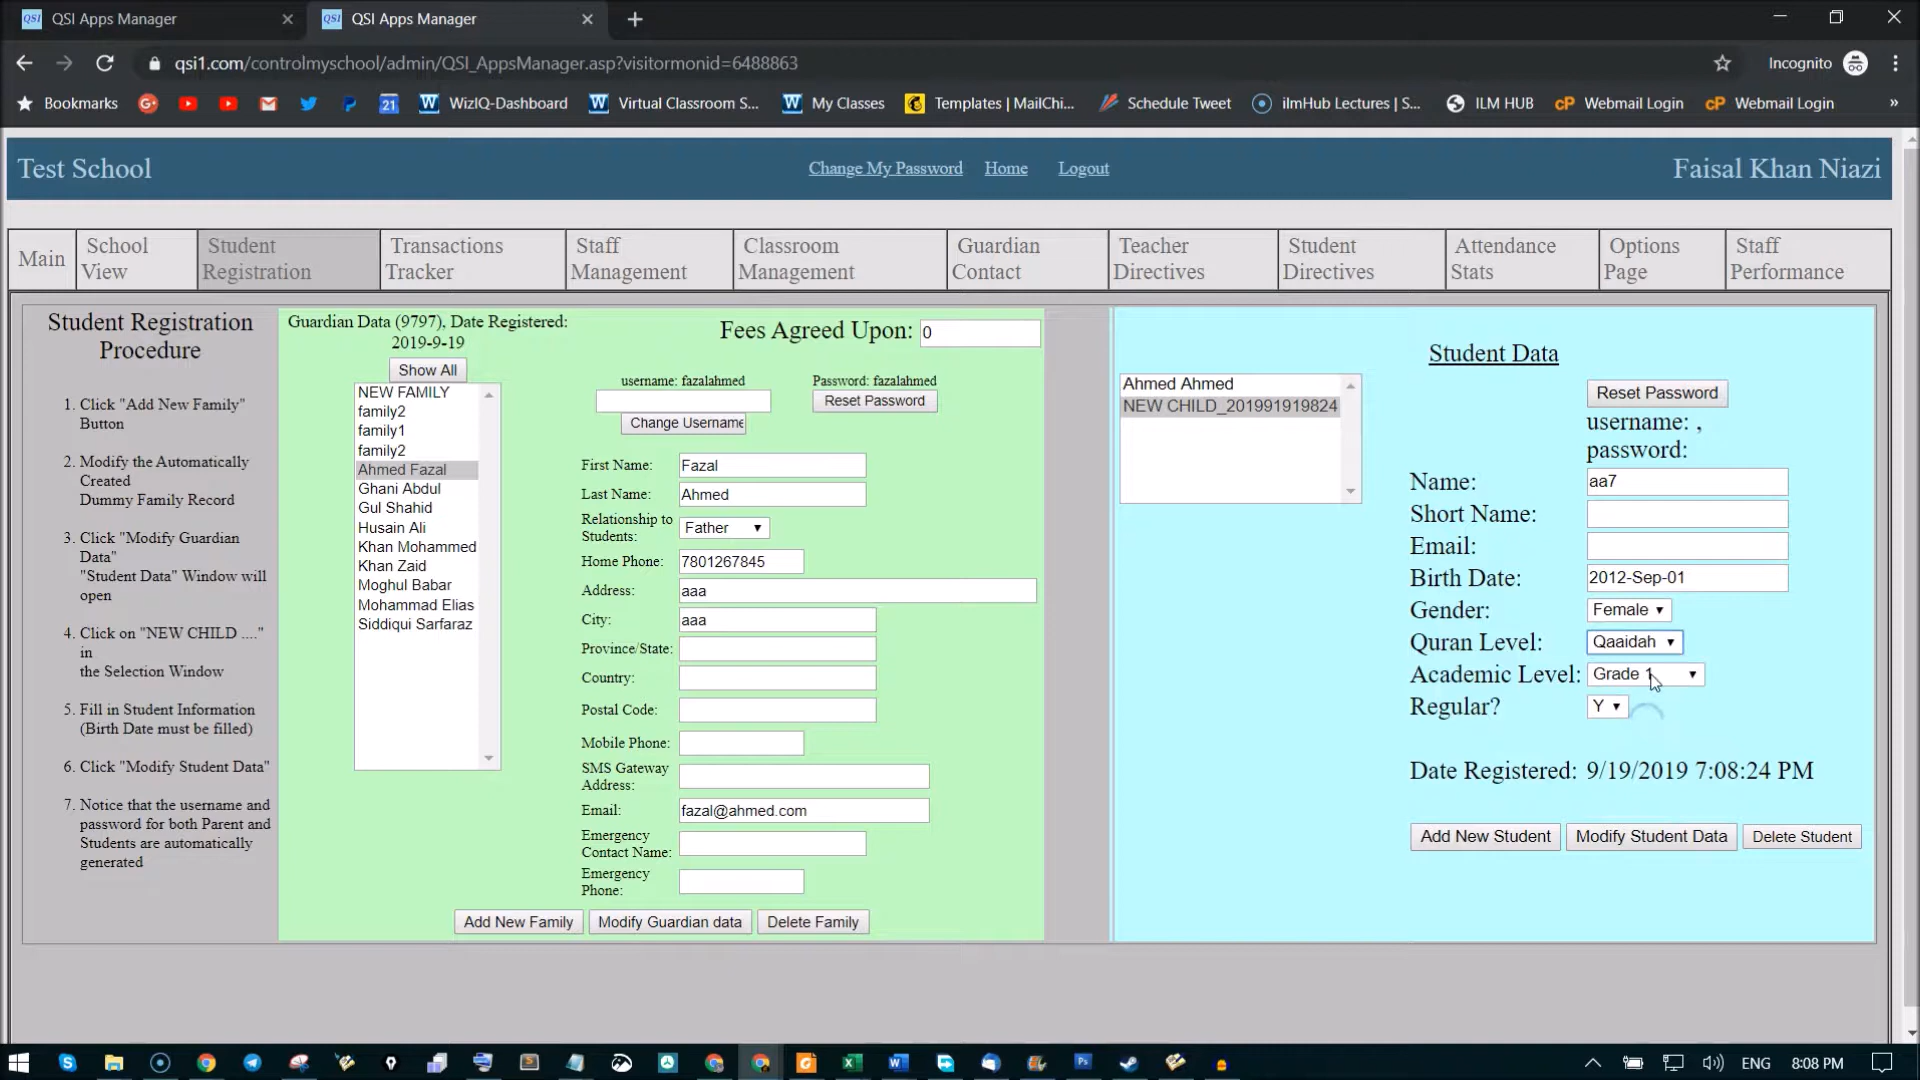 QSI Apps Manager
QSI Apps Manager
qsi1.com/controlmyschool/admin/QSI_AppsManager.asp?visitormonid=6488863
Incognito
Bookmarks
21
WizIQ-Dashboard
Virtual Classroom S...
My Classes
Templates | MailChi...
Schedule Tweet
ilmHub Lectures | S...
ILM HUB
Webmail Login
Webmail Login
»
Test School
Change My Password Home Logout
Faisal Khan Niazi
Main
School View
Student Registration
Transactions Tracker
Staff Management
Classroom Management
Guardian Contact
Teacher Directives
Student Directives
Attendance Stats
Options Page
Staff Performance
Student Registration
Procedure
1. Click "Add New Family"
Button
2. Modify the Automatically
Created
Dummy Family Record
3. Click "Modify Guardian
Data"
"Student Data" Window will
open
4. Click on "NEW CHILD ...."
in
the Selection Window
5. Fill in Student Information
(Birth Date must be filled)
6. Click "Modify Student Data"
7. Notice that the username and
password for both Parent and
Students are automatically
generated
Guardian Data (9797), Date Registered:
2019-9-19
Show All
NEW FAMILY
family2
family1
family2
Ahmed Fazal
Ghani Abdul
Gul Shahid
Husain Ali
Khan Mohammed
Khan Zaid
Moghul Babar
Mohammad Elias
Siddiqui Sarfaraz
Fees Agreed Upon: 0
username: fazalahmed
Change Username
Password: fazalahmed
Reset Password
First Name: Fazal
Last Name: Ahmed
Relationship to
Students: Father
Home Phone: 7801267845
Address: aaa
City: aaa
Province/State:
Country:
Postal Code:
Mobile Phone:
SMS Gateway
Address:
Email: fazal@ahmed.com
Emergency
Contact Name:
Emergency
Phone:
Add New Family Modify Guardian data Delete Family
Ahmed Ahmed
NEW CHILD_201991919824
Student Data
Reset Password
username: ,
password:
Name: aa7
Short Name:
Email:
Birth Date: 2012-Sep-01
Gender: Female
Quran Level: Qaaidah
Academic Level: Grade 1
Regular? Y
Date Registered: 9/19/2019 7:08:24 PM
Add New Student Modify Student Data Delete Student
ENG 8:08 PM